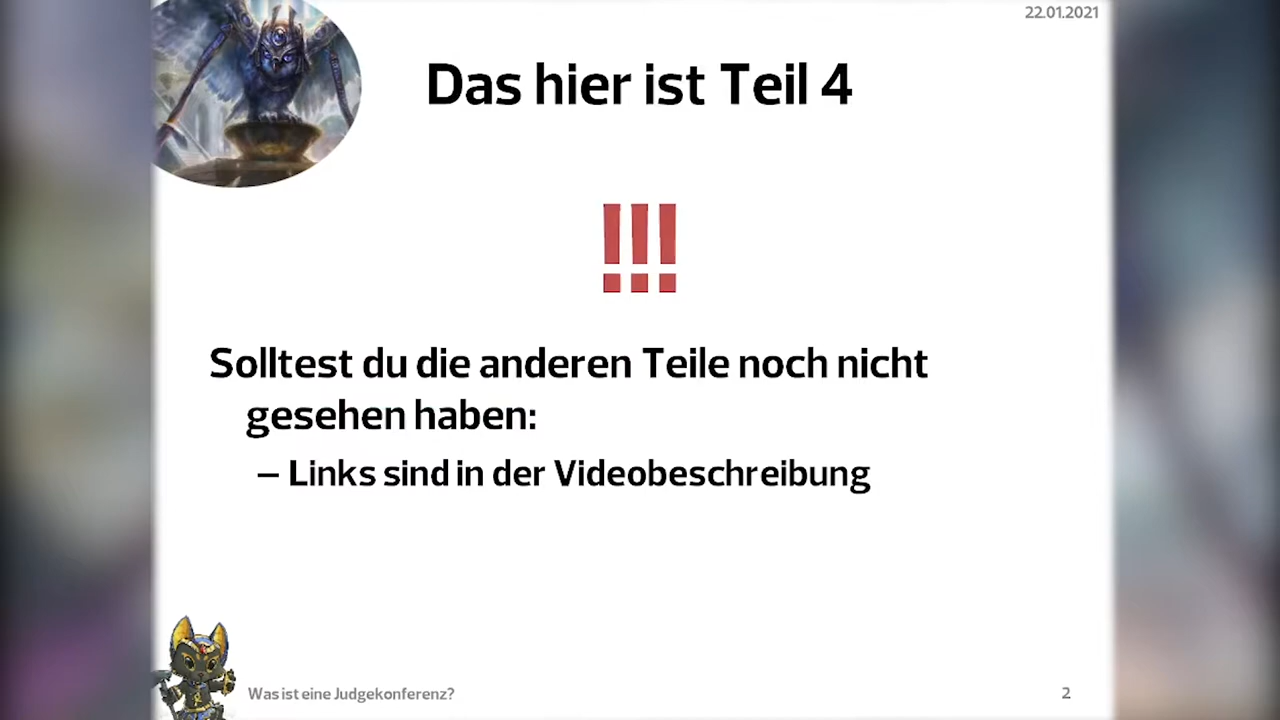 22.01.2021
Das hier ist Teil 4
!!!
Solltest du die anderen Teile noch nicht
gesehen haben:
– Links sind in der Videobeschreibung
Was ist eine Judgekonferenz?
2